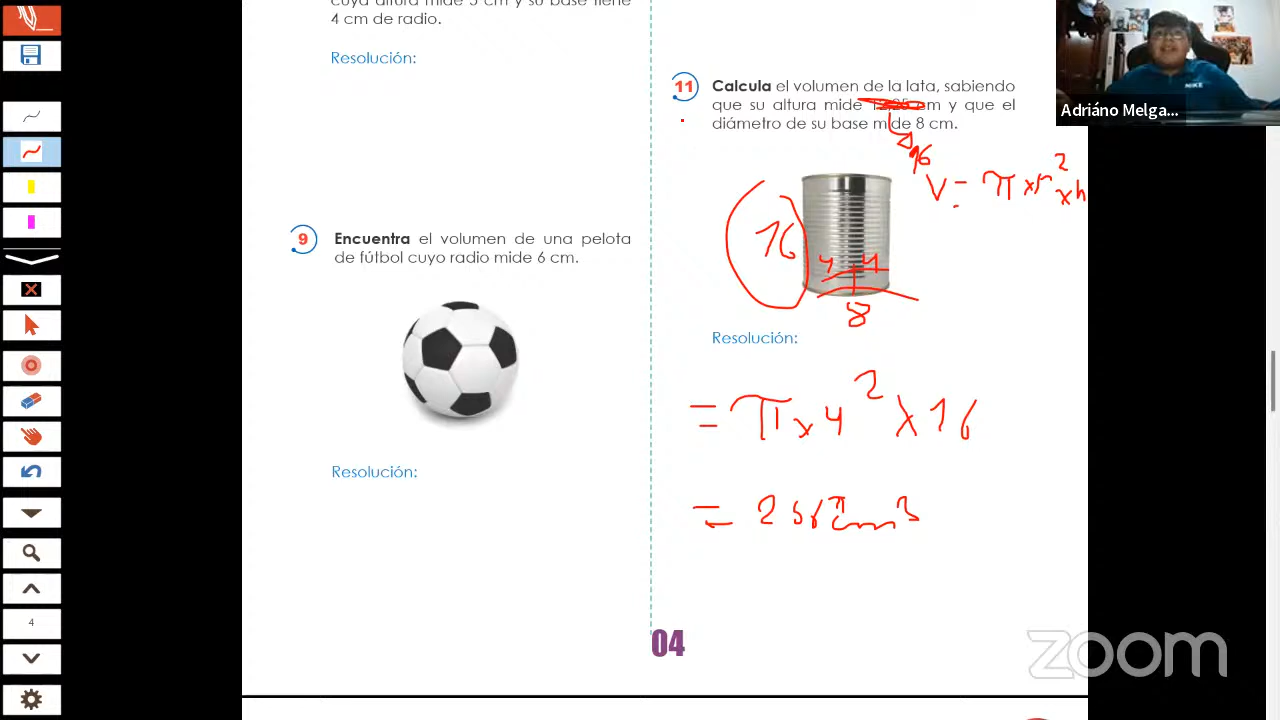 cuya altura mide 5 cm y su base tiene
4 cm de radio.
Resolución:
9
Encuentra el volumen de una pelota
de fútbol cuyo radio mide 6 cm.
Resolución:
11
Calcula el volumen de la lata, sabiendo
que su altura mide cm y que el
diámetro de su base mide 8 cm.
16
V = π x r² x h
16
4 4
8
Resolución:
= π x 4² x 16
= 256 π cm³
04
4
Adriáno Melga...
NIKE
zoom